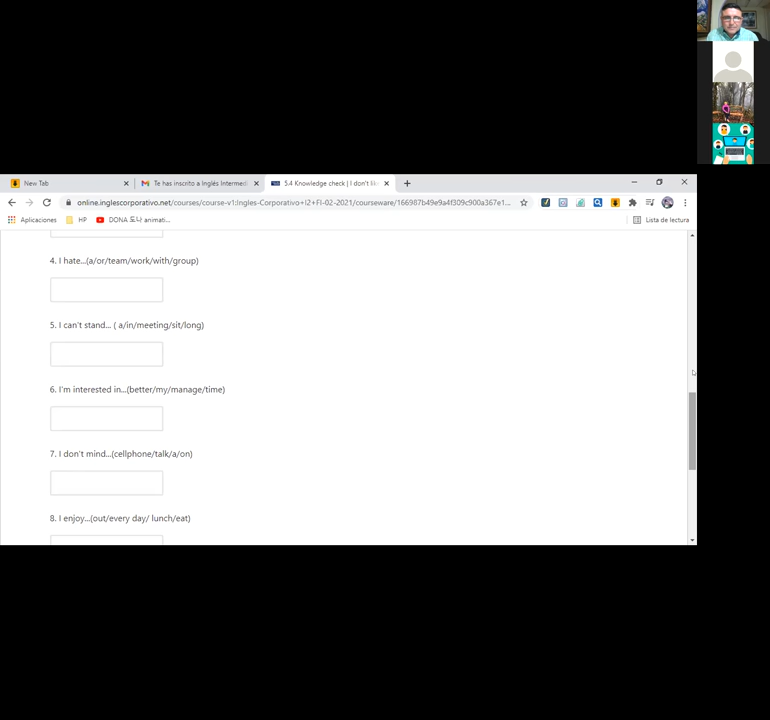 New Tab
Te has inscrito a Inglés Intermed
5.4 Knowledge check | I don't like
online.inglescorporativo.net/courses/course-v1:Ingles-Corporativo+I2+FI-02-2021/courseware/166987b49e9a4f309c900a367e1...
Aplicaciones
HP
DONA 도나 animati...
Lista de lectura
4. I hate...(a/or/team/work/with/group)
5. I can't stand... ( a/in/meeting/sit/long)
6. I'm interested in...(better/my/manage/time)
7. I don't mind...(cellphone/talk/a/on)
8. I enjoy...(out/every day/ lunch/eat)